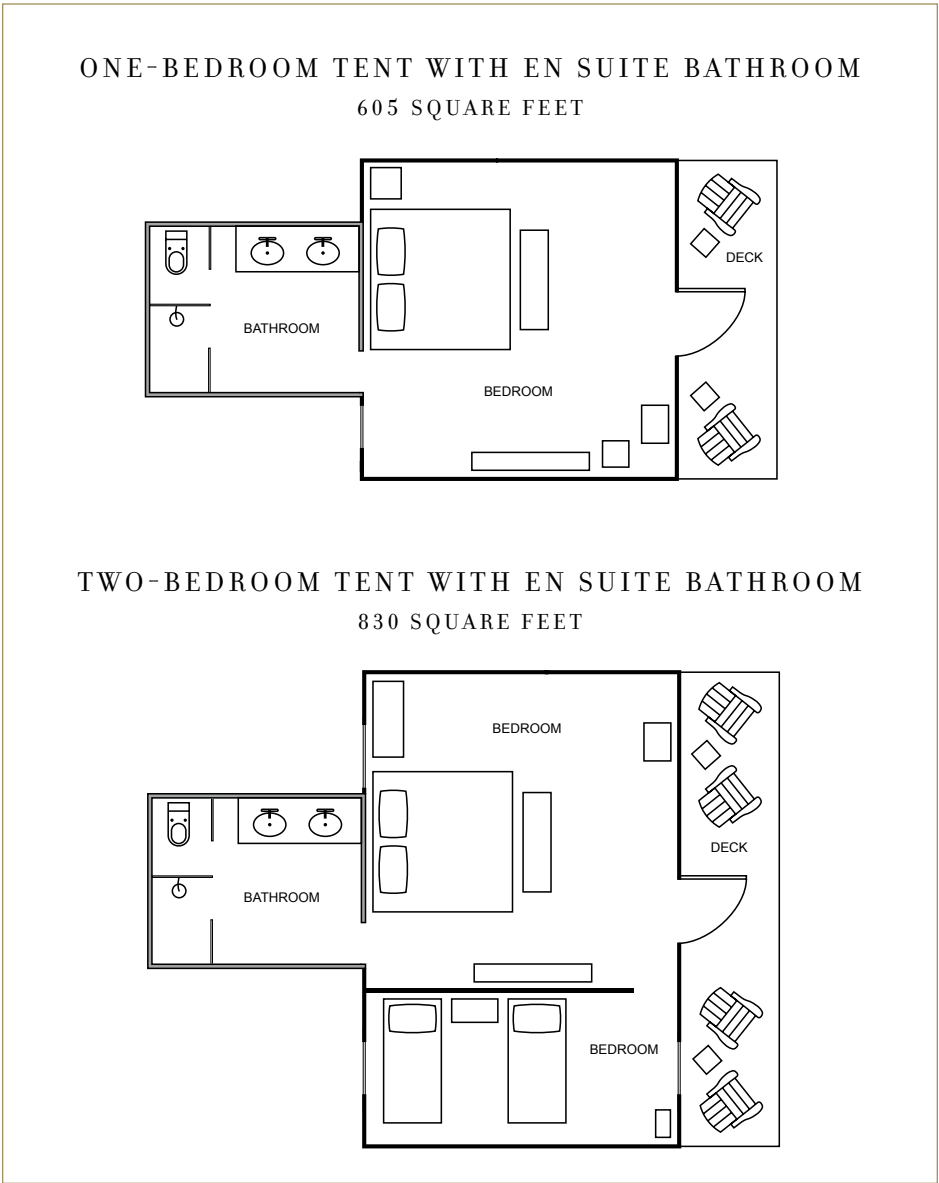 ONE-BEDROOM TENT WITH EN SUITE BATHROOM
605 SQUARE FEET
DECK
BATHROOM
BEDROOM
TWO-BEDROOM TENT WITH EN SUITE BATHROOM
830 SQUARE FEET
BEDROOM
DECK
BATHROOM
BEDROOM